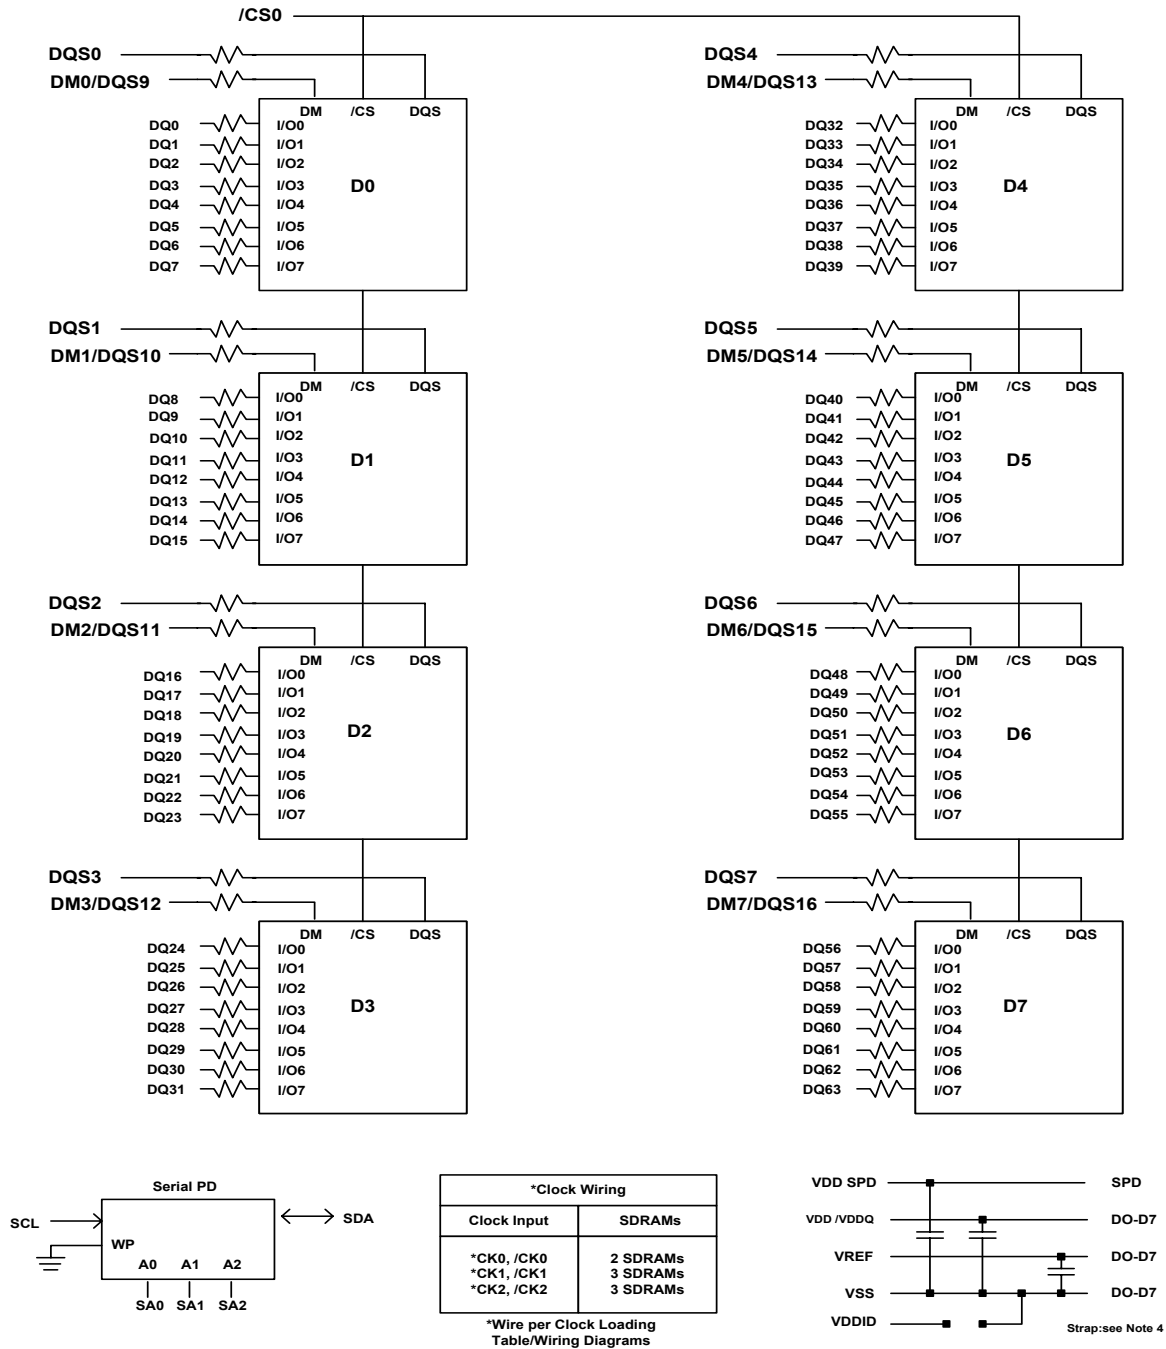 /CS0
DQS0
DM0/DQS9
DM /CS DQS
DQ0 I/O0
DQ1 I/O1
DQ2 I/O2
DQ3 I/O3
DQ4 I/O4
DQ5 I/O5
DQ6 I/O6
DQ7 I/O7
D0
DQS4
DM4/DQS13
DM /CS DQS
DQ32 I/O0
DQ33 I/O1
DQ34 I/O2
DQ35 I/O3
DQ36 I/O4
DQ37 I/O5
DQ38 I/O6
DQ39 I/O7
D4
DQS1
DM1/DQS10
DM /CS DQS
DQ8 I/O0
DQ9 I/O1
DQ10 I/O2
DQ11 I/O3
DQ12 I/O4
DQ13 I/O5
DQ14 I/O6
DQ15 I/O7
D1
DQS5
DM5/DQS14
DM /CS DQS
DQ40 I/O0
DQ41 I/O1
DQ42 I/O2
DQ43 I/O3
DQ44 I/O4
DQ45 I/O5
DQ46 I/O6
DQ47 I/O7
D5
DQS2
DM2/DQS11
DM /CS DQS
DQ16 I/O0
DQ17 I/O1
DQ18 I/O2
DQ19 I/O3
DQ20 I/O4
DQ21 I/O5
DQ22 I/O6
DQ23 I/O7
D2
DQS6
DM6/DQS15
DM /CS DQS
DQ48 I/O0
DQ49 I/O1
DQ50 I/O2
DQ51 I/O3
DQ52 I/O4
DQ53 I/O5
DQ54 I/O6
DQ55 I/O7
D6
DQS3
DM3/DQS12
DM /CS DQS
DQ24 I/O0
DQ25 I/O1
DQ26 I/O2
DQ27 I/O3
DQ28 I/O4
DQ29 I/O5
DQ30 I/O6
DQ31 I/O7
D3
DQS7
DM7/DQS16
DM /CS DQS
DQ56 I/O0
DQ57 I/O1
DQ58 I/O2
DQ59 I/O3
DQ60 I/O4
DQ61 I/O5
DQ62 I/O6
DQ63 I/O7
D7
Serial PD
SCL
SDA
WP
A0 A1 A2
SA0 SA1 SA2
*Clock Wiring
Clock Input SDRAMs
*CK0, /CK0 2 SDRAMs
*CK1, /CK1 3 SDRAMs
*CK2, /CK2 3 SDRAMs
*Wire per Clock Loading
Table/Wiring Diagrams
VDD SPD SPD
VDD /VDDQ DO-D7
VREF DO-D7
VSS DO-D7
VDDID
Strap:see Note 4